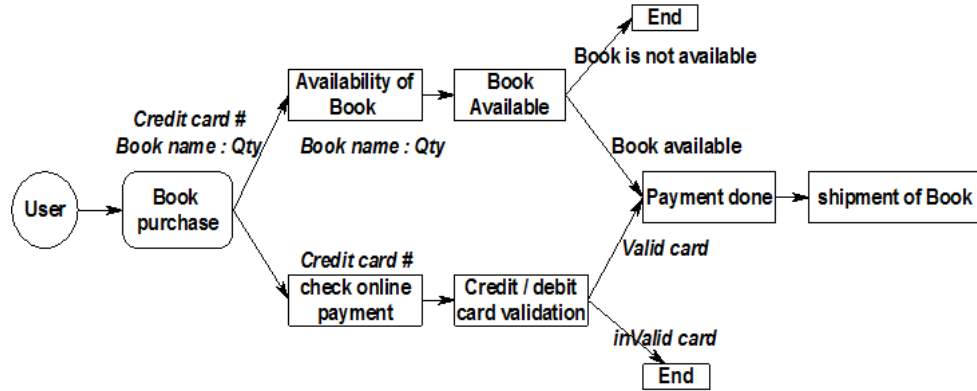 End
Book is not available
Availability of
Book
Book
Available
Credit card #
Book name : Qty
Book name : Qty
Book available
User
Book
purchase
Payment done
shipment of Book
Credit card #
Valid card
check online
payment
Credit / debit
card validation
inValid card
End